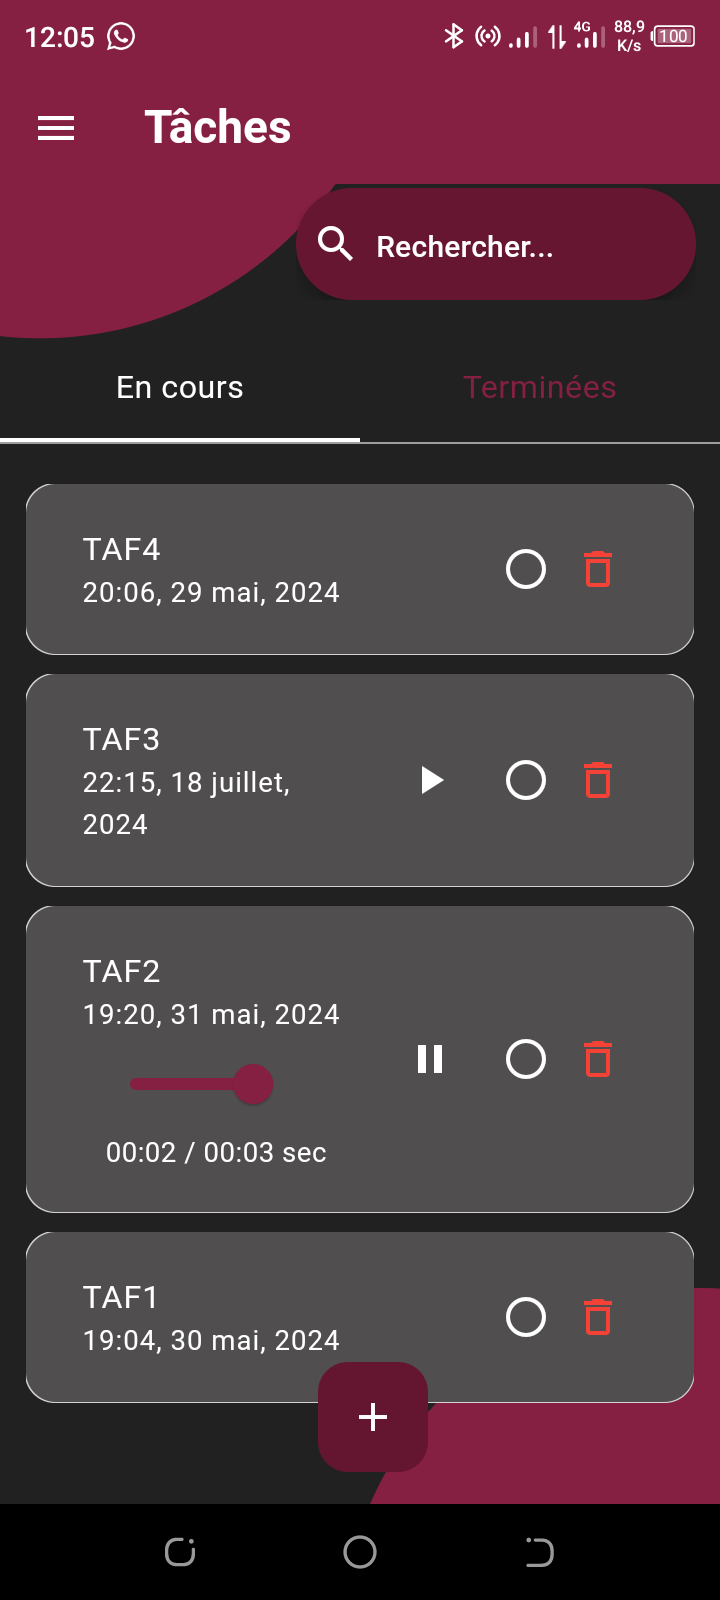 12:05
4G
88,9
K/s
100
Tâches
Rechercher...
En cours
Terminées
TAF4
20:06, 29 mai, 2024
TAF3
22:15, 18 juillet,
2024
TAF2
19:20, 31 mai, 2024
00:02 / 00:03 sec
TAF1
19:04, 30 mai, 2024